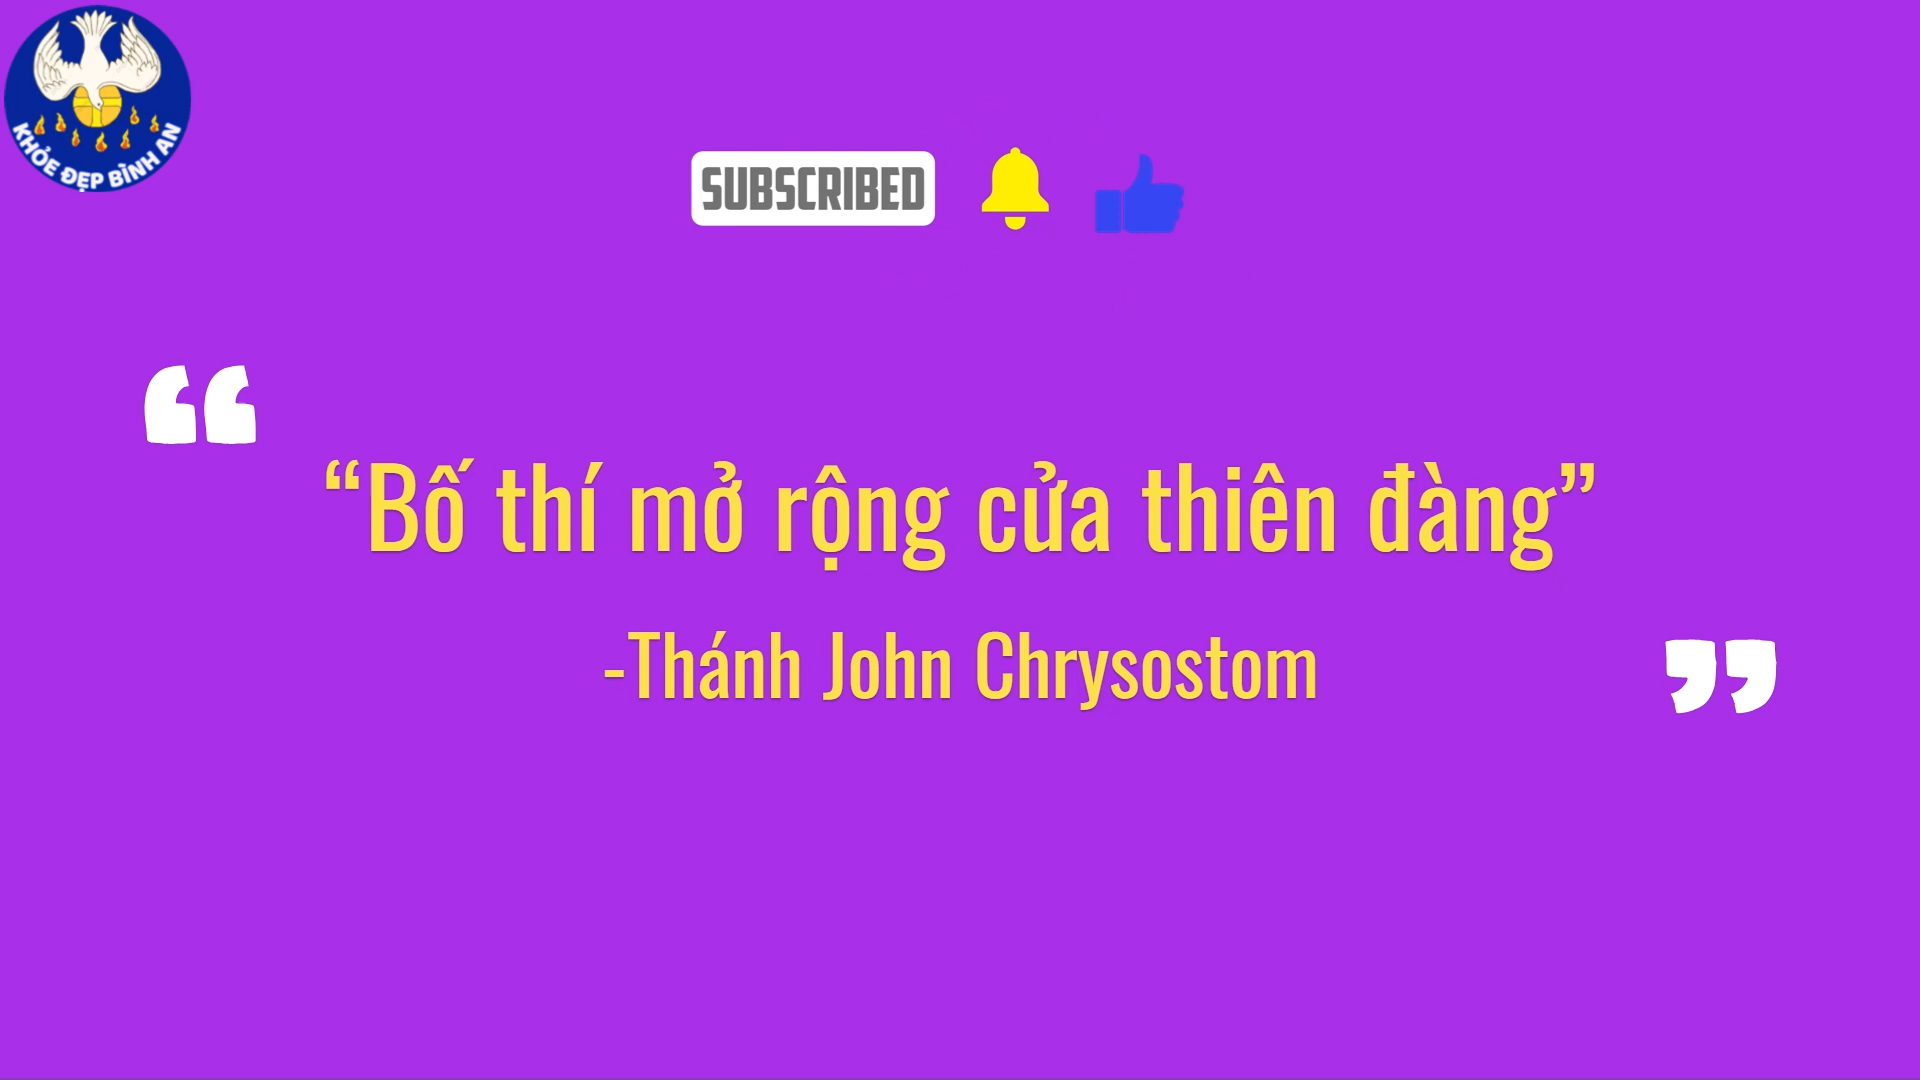 KHỎE ĐẸP BÌNH AN
SUBSCRIBED
“Bố thí mở rộng cửa thiên đàng”
-Thánh John Chrysostom